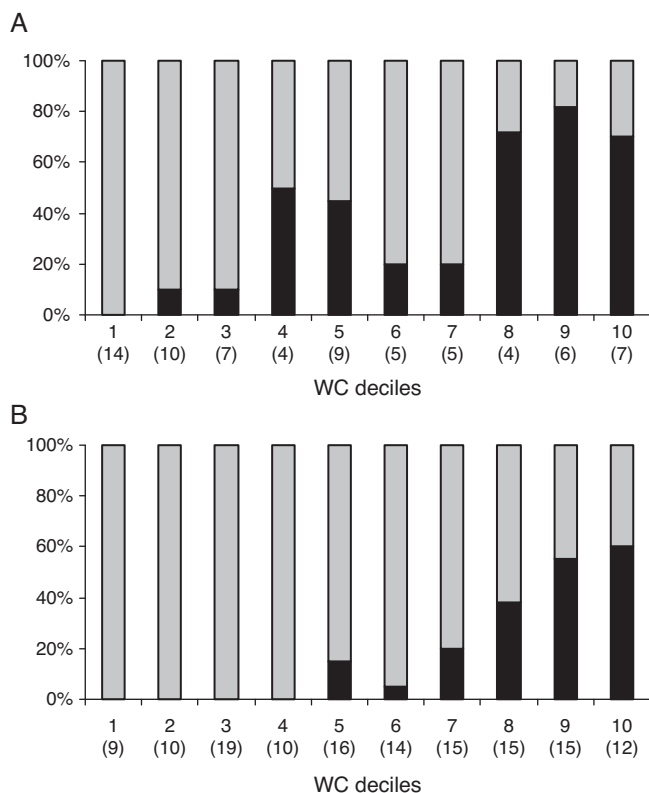 A
100%
80%
60%
40%
20%
0%
1 2 3 4 5 6 7 8 9 10
(14) (10) (7) (4) (9) (5) (5) (4) (6) (7)
WC deciles
B
100%
80%
60%
40%
20%
0%
1 2 3 4 5 6 7 8 9 10
(9) (10) (19) (10) (16) (14) (15) (15) (15) (12)
WC deciles